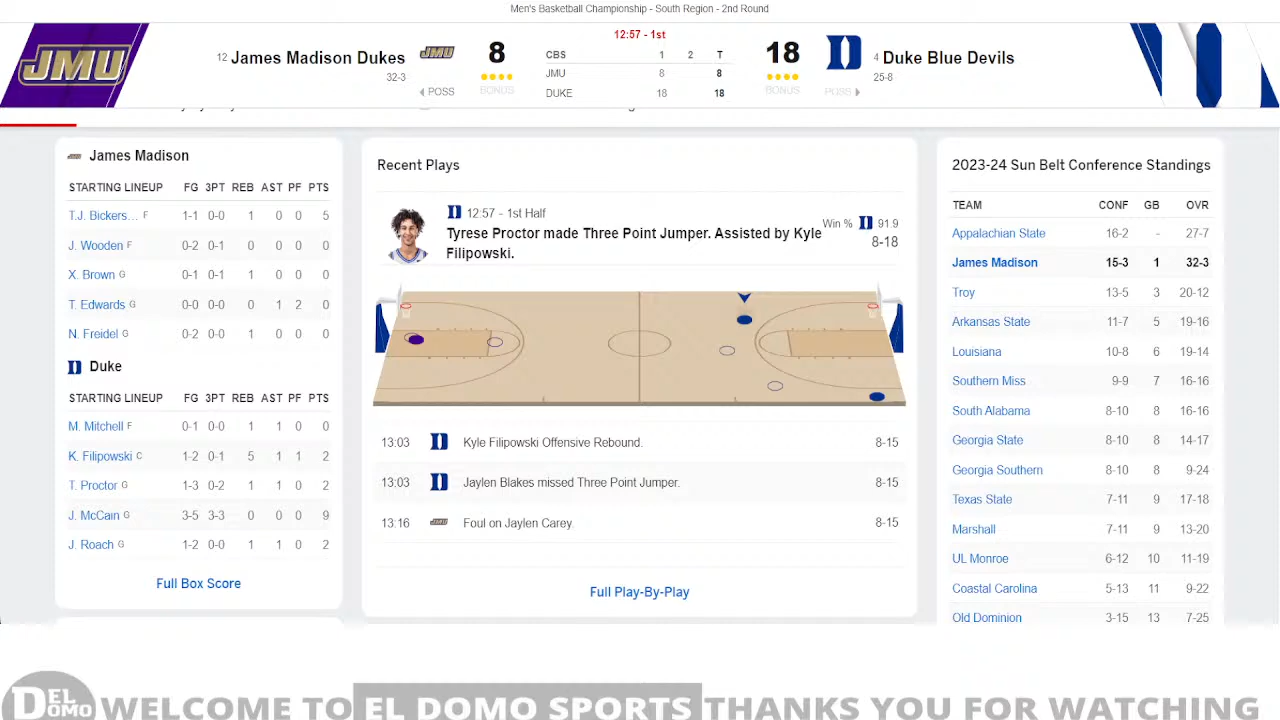 Men's Basketball Championship - South Region - 2nd Round
JMU
12 James Madison Dukes
32-3
JMU
POSS
8
BONUS
12:57 - 1st
CBS 1 2 T
JMU 8 8
DUKE 18 18
18
BONUS
4 Duke Blue Devils
25-8
POSS
James Madison
STARTING LINEUP FG 3PT REB AST PF PTS
T.J. Bickers... F 1-1 0-0 1 0 0 5
J. Wooden F 0-2 0-1 0 0 0 0
X. Brown G 0-1 0-1 1 0 0 0
T. Edwards G 0-0 0-0 0 1 2 0
N. Freidel G 0-2 0-0 1 0 0 0
Duke
STARTING LINEUP FG 3PT REB AST PF PTS
M. Mitchell F 0-1 0-0 1 1 0 0
K. Filipowski C 1-2 0-1 5 1 1 2
T. Proctor G 1-3 0-2 1 1 0 2
J. McCain G 3-5 3-3 0 0 0 9
J. Roach G 1-2 0-0 1 1 0 2
Full Box Score
Recent Plays
12:57 - 1st Half
Tyrese Proctor made Three Point Jumper. Assisted by Kyle
Filipowski.
Win % 91.9
8-18
13:03 Kyle Filipowski Offensive Rebound. 8-15
13:03 Jaylen Blakes missed Three Point Jumper. 8-15
13:16 JMU Foul on Jaylen Carey. 8-15
Full Play-By-Play
2023-24 Sun Belt Conference Standings
TEAM CONF GB OVR
Appalachian State 16-2 - 27-7
James Madison 15-3 1 32-3
Troy 13-5 3 20-12
Arkansas State 11-7 5 19-16
Louisiana 10-8 6 19-14
Southern Miss 9-9 7 16-16
South Alabama 8-10 8 16-16
Georgia State 8-10 8 14-17
Georgia Southern 8-10 8 9-24
Texas State 7-11 9 17-18
Marshall 7-11 9 13-20
UL Monroe 6-12 10 11-19
Coastal Carolina 5-13 11 9-22
Old Dominion 3-15 13 7-25
DEL DOMO
WELCOME TO EL DOMO SPORTS THANKS YOU FOR WATCHING